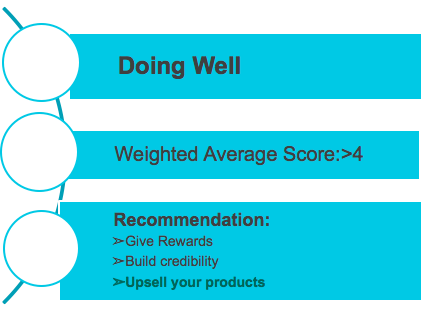 Doing Well
Weighted Average Score:>4
Recommendation:
➢Give Rewards
➢Build credibility
➢Upsell your products